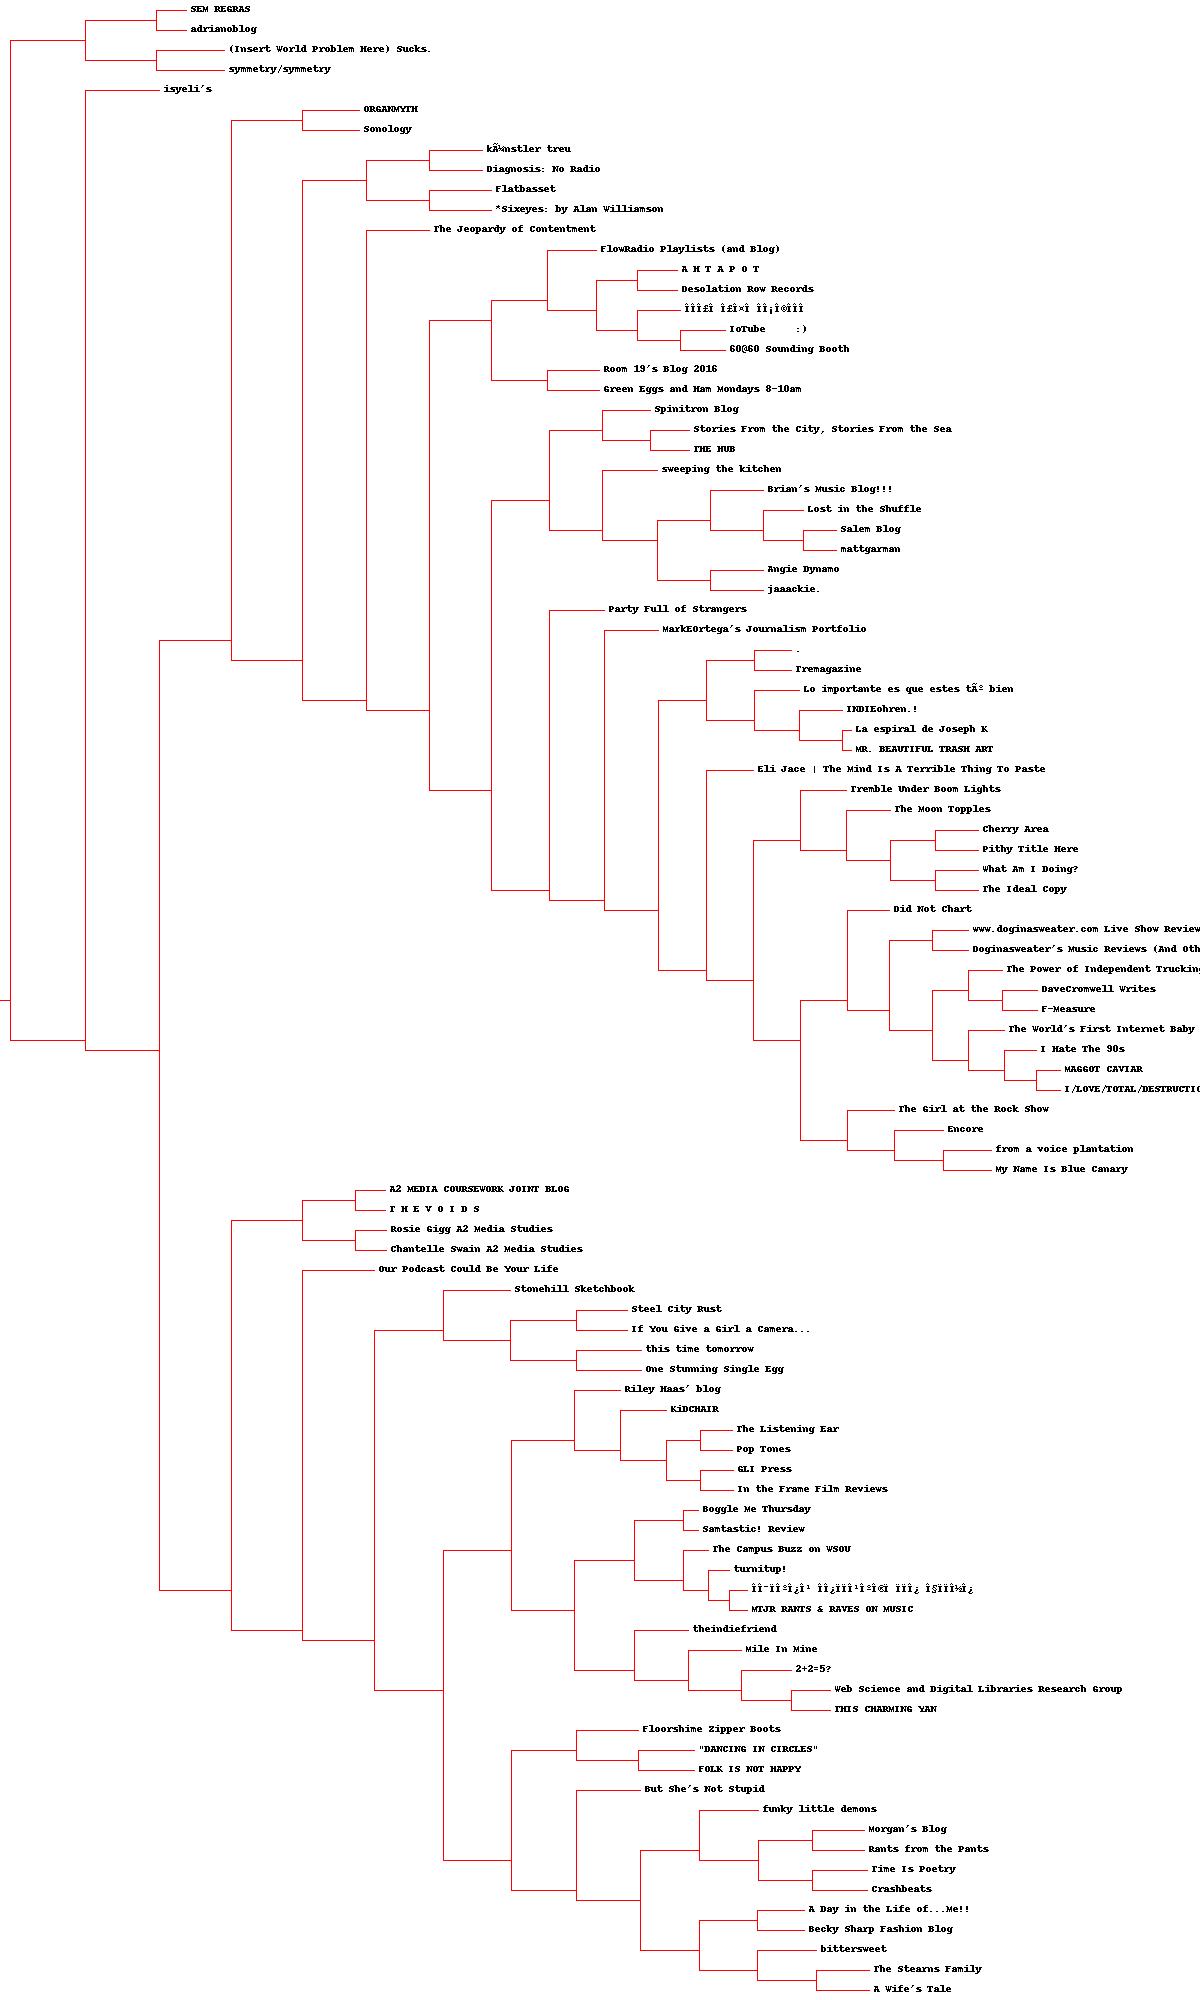 SEM REGRAS
adrianoblog
(Insert World Problem Here) Sucks.
symmetry/symmetry
isyeli's
ORGANMYTH
Sonology
kÃ¼nstler treu
Diagnosis: No Radio
Flatbasset
*Sixeyes: by Alan Williamson
The Jeopardy of Contentment
FlowRadio Playlists (and Blog)
A H T A P O T
Desolation Row Records
IoTube :)
60@60 Sounding Booth
Room 19's Blog 2016
Green Eggs and Ham Mondays 8-10am
Spinitron Blog
Stories From the City, Stories From the Sea
THE HUB
sweeping the kitchen
Brian's Music Blog!!!
Lost in the Shuffle
Salem Blog
mattgarman
Angie Dynamo
jaaackie.
Party Full of Strangers
MarkEOrtega's Journalism Portfolio
.
Tremagazine
Lo importante es que estes tÃº bien
INDIEohren.!
La espiral de Joseph K
MR. BEAUTIFUL TRASH ART
Eli Jace | The Mind Is A Terrible Thing To Paste
Tremble Under Boom Lights
The Moon Topples
Cherry Area
Pithy Title Here
What Am I Doing?
The Ideal Copy
Did Not Chart
www.doginasweater.com Live Show Review
Doginasweater's Music Reviews (And Oth
The Power of Independent Trucking
DaveCromwell Writes
F-Measure
The World's First Internet Baby
I Hate The 90s
MAGGOT CAVIAR
I/LOVE/TOTAL/DESTRUCTIO
The Girl at the Rock Show
Encore
from a voice plantation
My Name Is Blue Canary
A2 MEDIA COURSEWORK JOINT BLOG
T H E V O I D S
Rosie Gigg A2 Media Studies
Chantelle Swain A2 Media Studies
Our Podcast Could Be Your Life
Stonehill Sketchbook
Steel City Rust
If You Give a Girl a Camera...
this time tomorrow
One Stunning Single Egg
Riley Haas' blog
KiDCHAIR
The Listening Ear
Pop Tones
GLI Press
In the Frame Film Reviews
Boggle Me Thursday
Samtastic! Review
The Campus Buzz on WSOU
turnitup!
MTJR RANTS & RAVES ON MUSIC
theindiefriend
Mile In Mine
2+2=5?
Web Science and Digital Libraries Research Group
THIS CHARMING YAN
Floorshime Zipper Boots
"DANCING IN CIRCLES"
FOLK IS NOT HAPPY
But She's Not Stupid
funky little demons
Morgan's Blog
Rants from the Pants
Time Is Poetry
Crashbeats
A Day in the Life of...Me!!
Becky Sharp Fashion Blog
bittersweet
The Stearns Family
A Wife's Tale